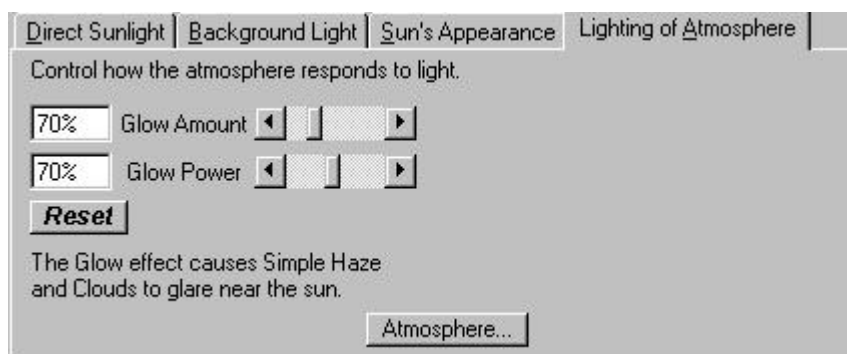 Direct Sunlight Background Light Sun's Appearance Lighting of Atmosphere
Control how the atmosphere responds to light.
70% Glow Amount
70% Glow Power
Reset
The Glow effect causes Simple Haze
and Clouds to glare near the sun.
Atmosphere...